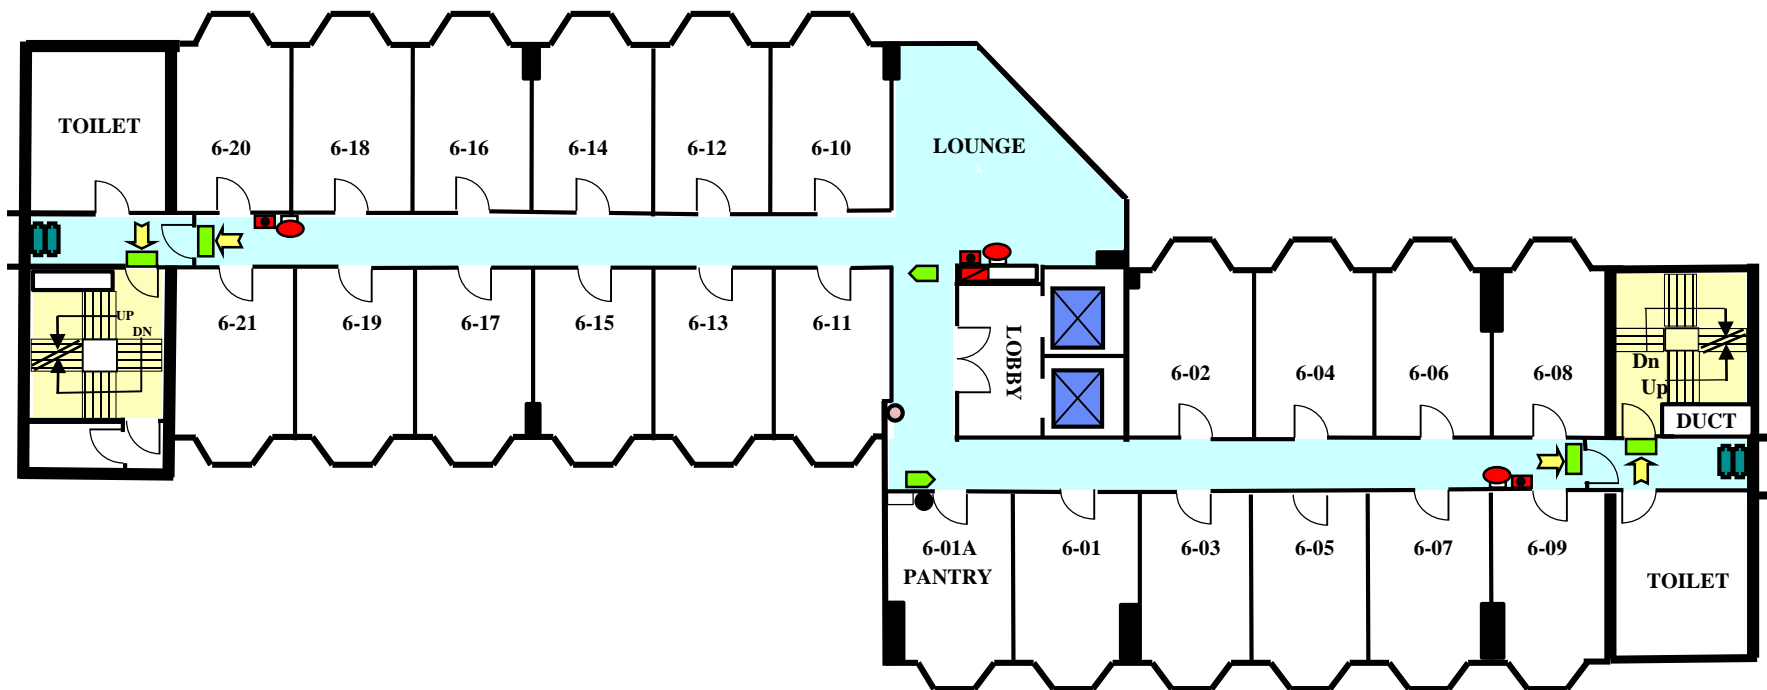 TOILET
6-20
6-18
6-16
6-14
6-12
6-10
LOUNGE
UP
DN
6-21
6-19
6-17
6-15
6-13
6-11
LOBBY
6-02
6-04
6-06
6-08
Dn
Up
DUCT
6-01A
PANTRY
6-01
6-03
6-05
6-07
6-09
TOILET